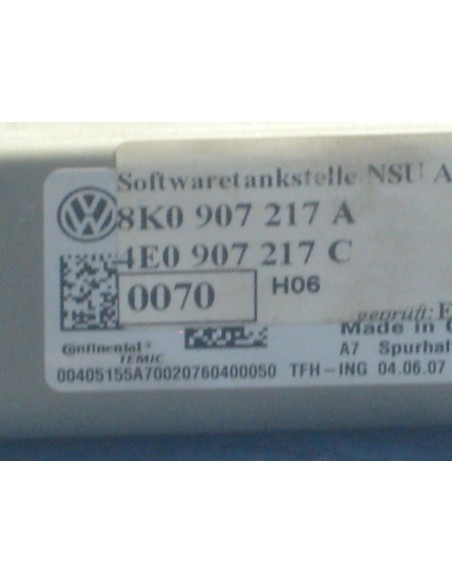 Softwaretankstelle NSU A
8K0 907 217 A
4E0 907 217 C
0070 H06
geprüft: F
Made in
Continental
TEMIC
A7 Spurhal
00405155A70020760400050 TFH-ING 04.06.07